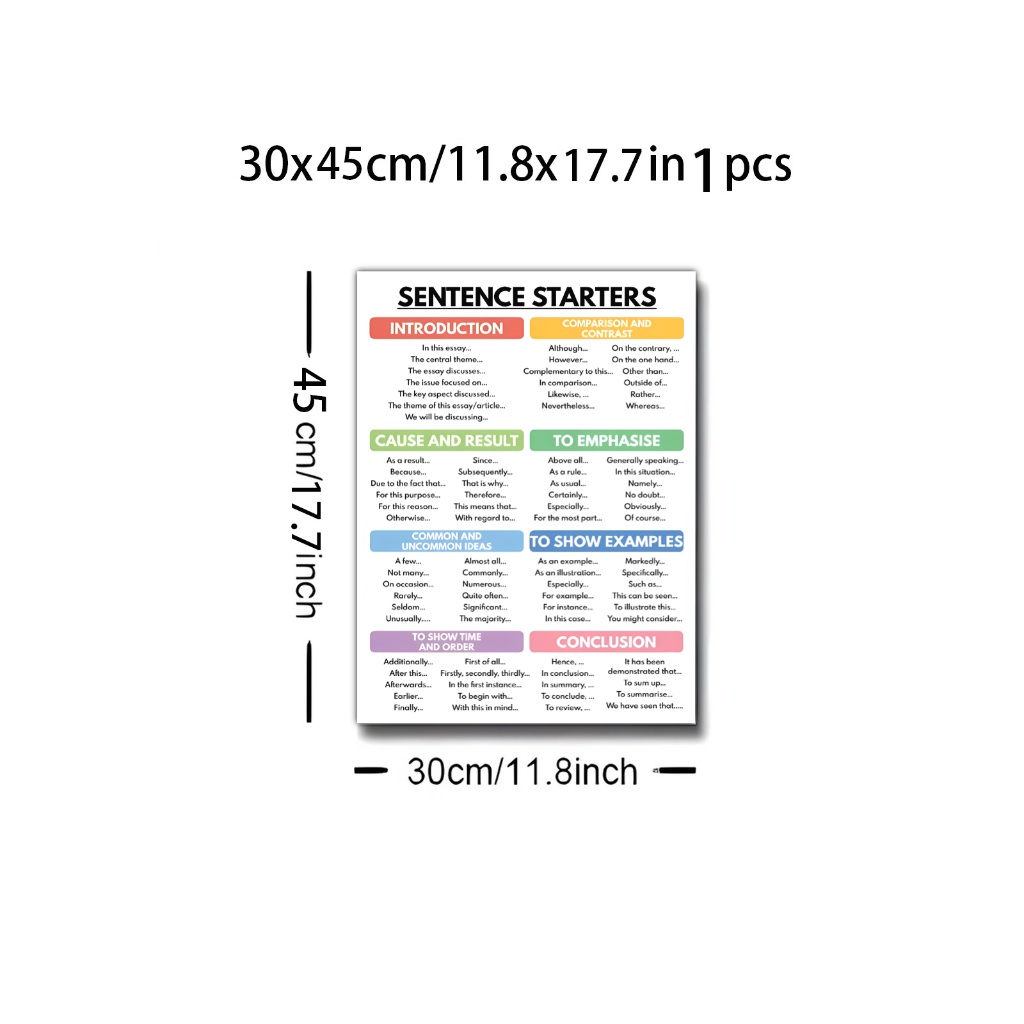 30x45cm/11.8x17.7in 1 pcs
45cm/17.7inch
SENTENCE STARTERS
INTRODUCTION
In this essay...
The central theme...
The essay discusses...
The issue focused on...
The key aspect discussed...
The theme of this essay/article...
We will be discussing...
COMPARISON AND
CONTRAST
Although... On the contrary, ...
However... On the one hand...
Complementary to this... Other than...
In comparison... Outside of...
Likewise, ... Rather...
Nevertheless... Whereas...
CAUSE AND RESULT
As a result... Since...
Because... Subsequently...
Due to the fact that... That is why...
For this purpose... Therefore...
For this reason... This means that...
Otherwise... With regard to...
TO EMPHASISE
Above all... Generally speaking...
As a rule... In this situation...
As usual... Namely...
Certainly... No doubt...
Especially... Obviously...
For the most part... Of course...
COMMON AND
UNCOMMON IDEAS
A few... Almost all...
Not many... Commonly...
On occasion... Numerous...
Rarely... Quite often...
Seldom... Significant...
Unusually..... The majority...
TO SHOW EXAMPLES
As an example... Markedly...
As an illustration... Specifically...
Especially... Such as...
For example... This can be seen...
For instance... To illustrate this...
In this case... You might consider...
TO SHOW TIME
AND ORDER
Additionally... First of all...
After this... Firstly, secondly, thirdly...
Afterwards... In the first instance...
Earlier... To begin with...
Finally... With this in mind...
CONCLUSION
Hence, ... It has been
demonstrated that...
In conclusion... To sum up...
In summary, ... To summarise...
To conclude, ... We have seen that.....
To review, ...
30cm/11.8inch